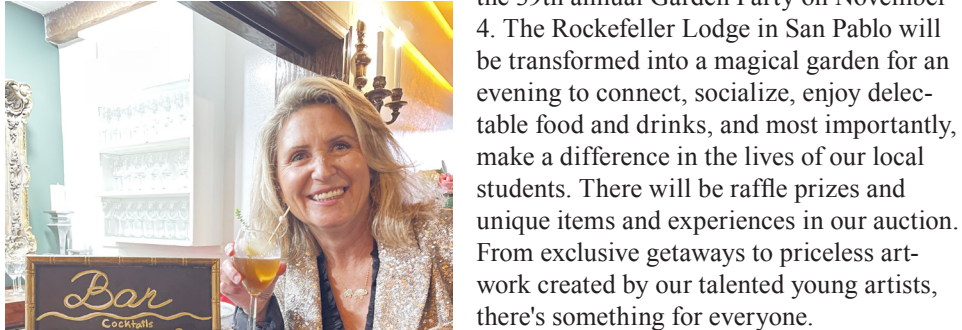 Bar
Cocktails
the 39th annual Garden Party on November
4. The Rockefeller Lodge in San Pablo will
be transformed into a magical garden for an
evening to connect, socialize, enjoy delec-
table food and drinks, and most importantly,
make a difference in the lives of our local
students. There will be raffle prizes and
unique items and experiences in our auction.
From exclusive getaways to priceless art-
work created by our talented young artists,
there's something for everyone.